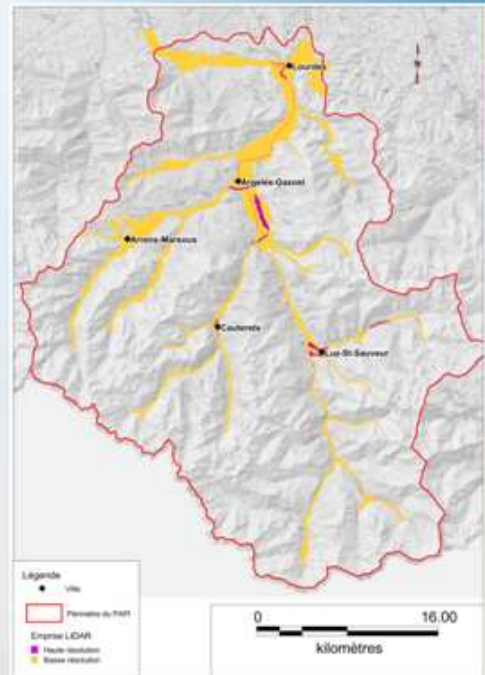 N
Lourdes
Argelès-Gazost
Arrens-Marsous
Cauterets
Luz-St-Sauveur
Légende
Ville
Périmètre du PAPI
Emprise LiDAR
Haute résolution
Basse résolution
0 16.00
kilomètres